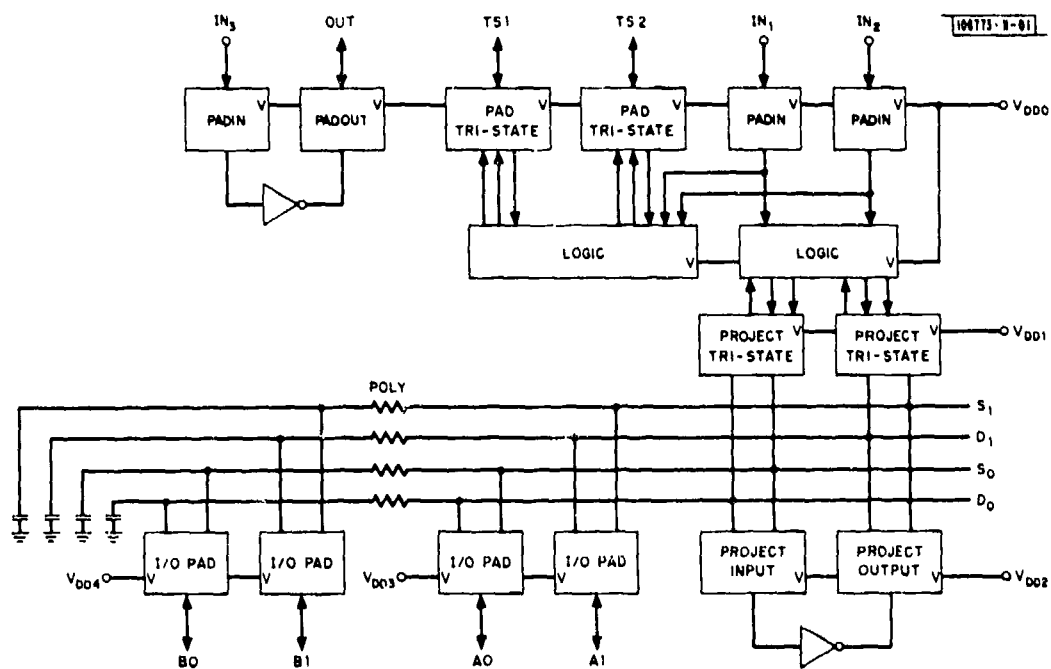 IN3 OUT TS1 TS2 IN1 IN2
106773-N-01
PADIN V
PADOUT V
PAD TRI-STATE V
PAD TRI-STATE V
PADIN V
PADIN V
VDD0
LOGIC V
LOGIC V
PROJECT TRI-STATE V
PROJECT TRI-STATE V
VDD1
POLY
S1
D1
S0
D0
VDD4
I/O PAD V
I/O PAD V
VDD3
I/O PAD V
I/O PAD V
PROJECT INPUT V
PROJECT OUTPUT V
VDD2
B0 B1 A0 A1